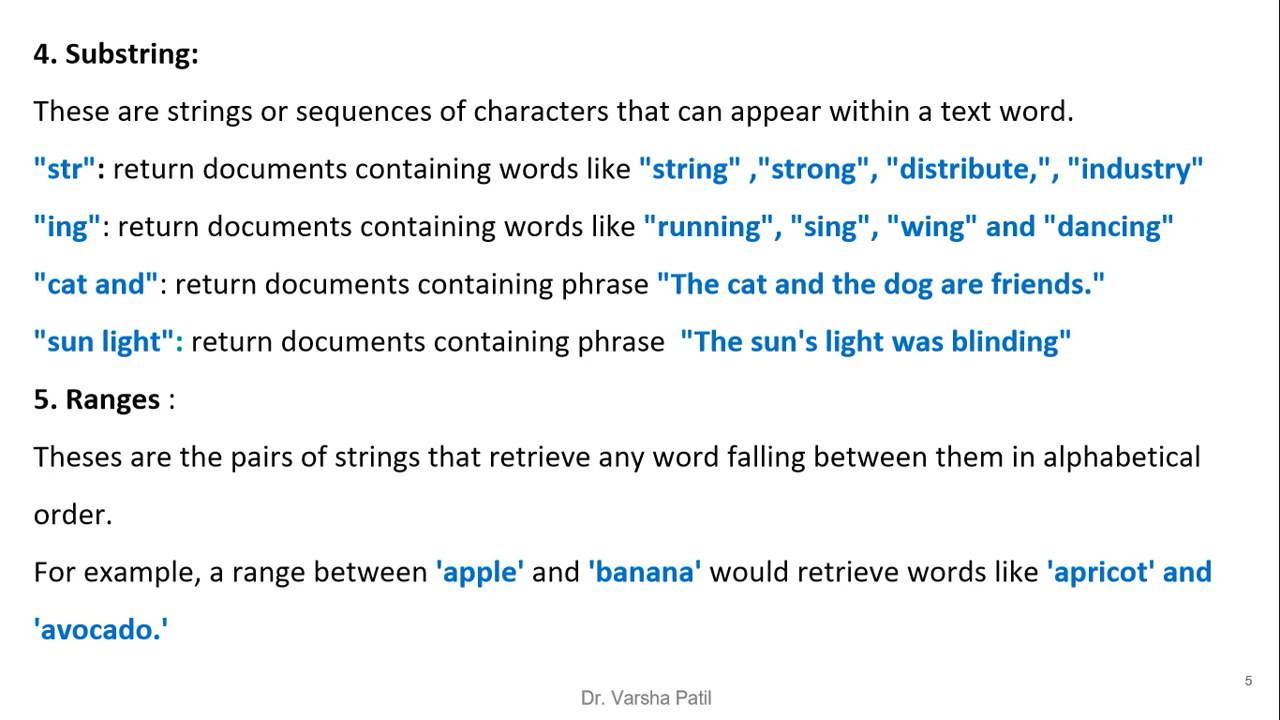 4. Substring:
These are strings or sequences of characters that can appear within a text word.
"str": return documents containing words like "string" ,"strong", "distribute,", "industry"
"ing": return documents containing words like "running", "sing", "wing" and "dancing"
"cat and": return documents containing phrase "The cat and the dog are friends."
"sun light": return documents containing phrase "The sun's light was blinding"
5. Ranges :
Theses are the pairs of strings that retrieve any word falling between them in alphabetical
order.
For example, a range between 'apple' and 'banana' would retrieve words like 'apricot' and
'avocado.'
5
Dr. Varsha Patil